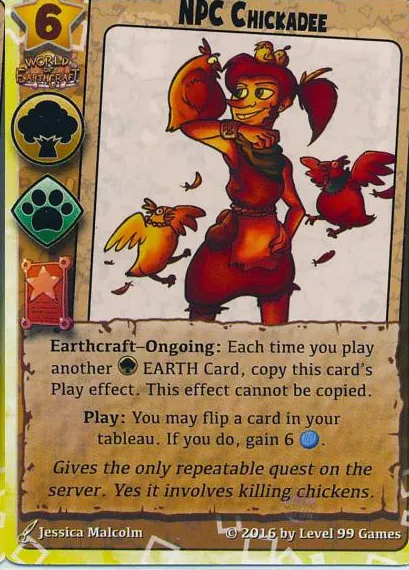 6
NPC CHICKADEE
WORLD
OF
EARTHCRAFT
Earthcraft–Ongoing: Each time you play
another EARTH Card, copy this card's
Play effect. This effect cannot be copied.
Play: You may flip a card in your
tableau. If you do, gain 6 .
Gives the only repeatable quest on the
server. Yes it involves killing chickens.
Jessica Malcolm
© 2016 by Level 99 Games